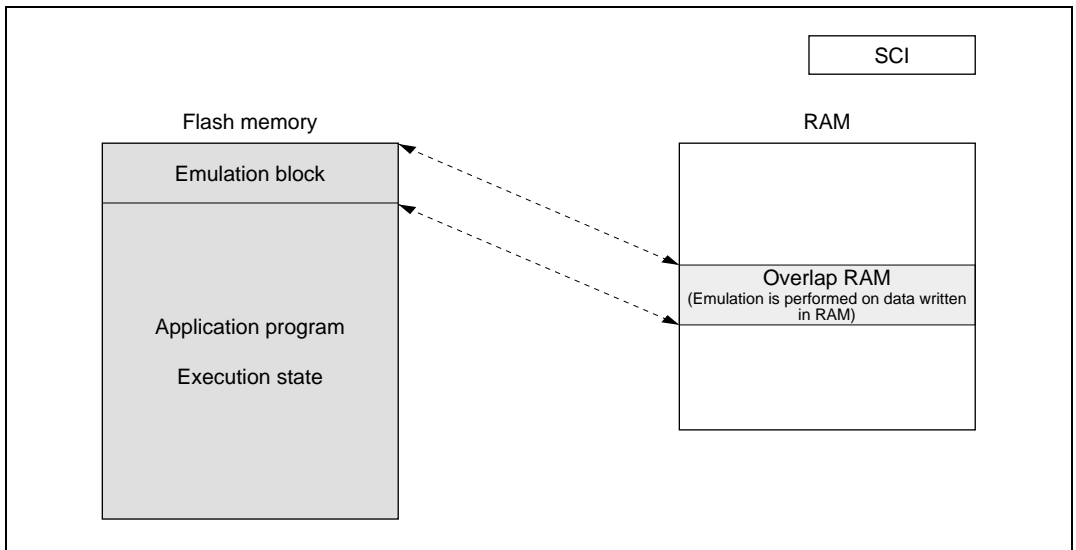 SCI
Flash memory
RAM
Emulation block
Overlap RAM
(Emulation is performed on data written
in RAM)
Application program
Execution state